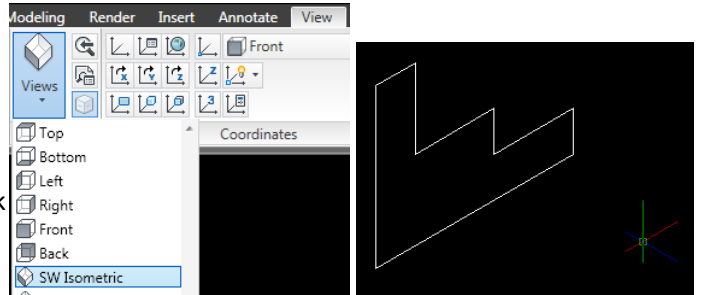 Modeling Render Insert Annotate View
Front
Views
Coordinates
Top
Bottom
Left
k
Right
Front
Back
SW Isometric